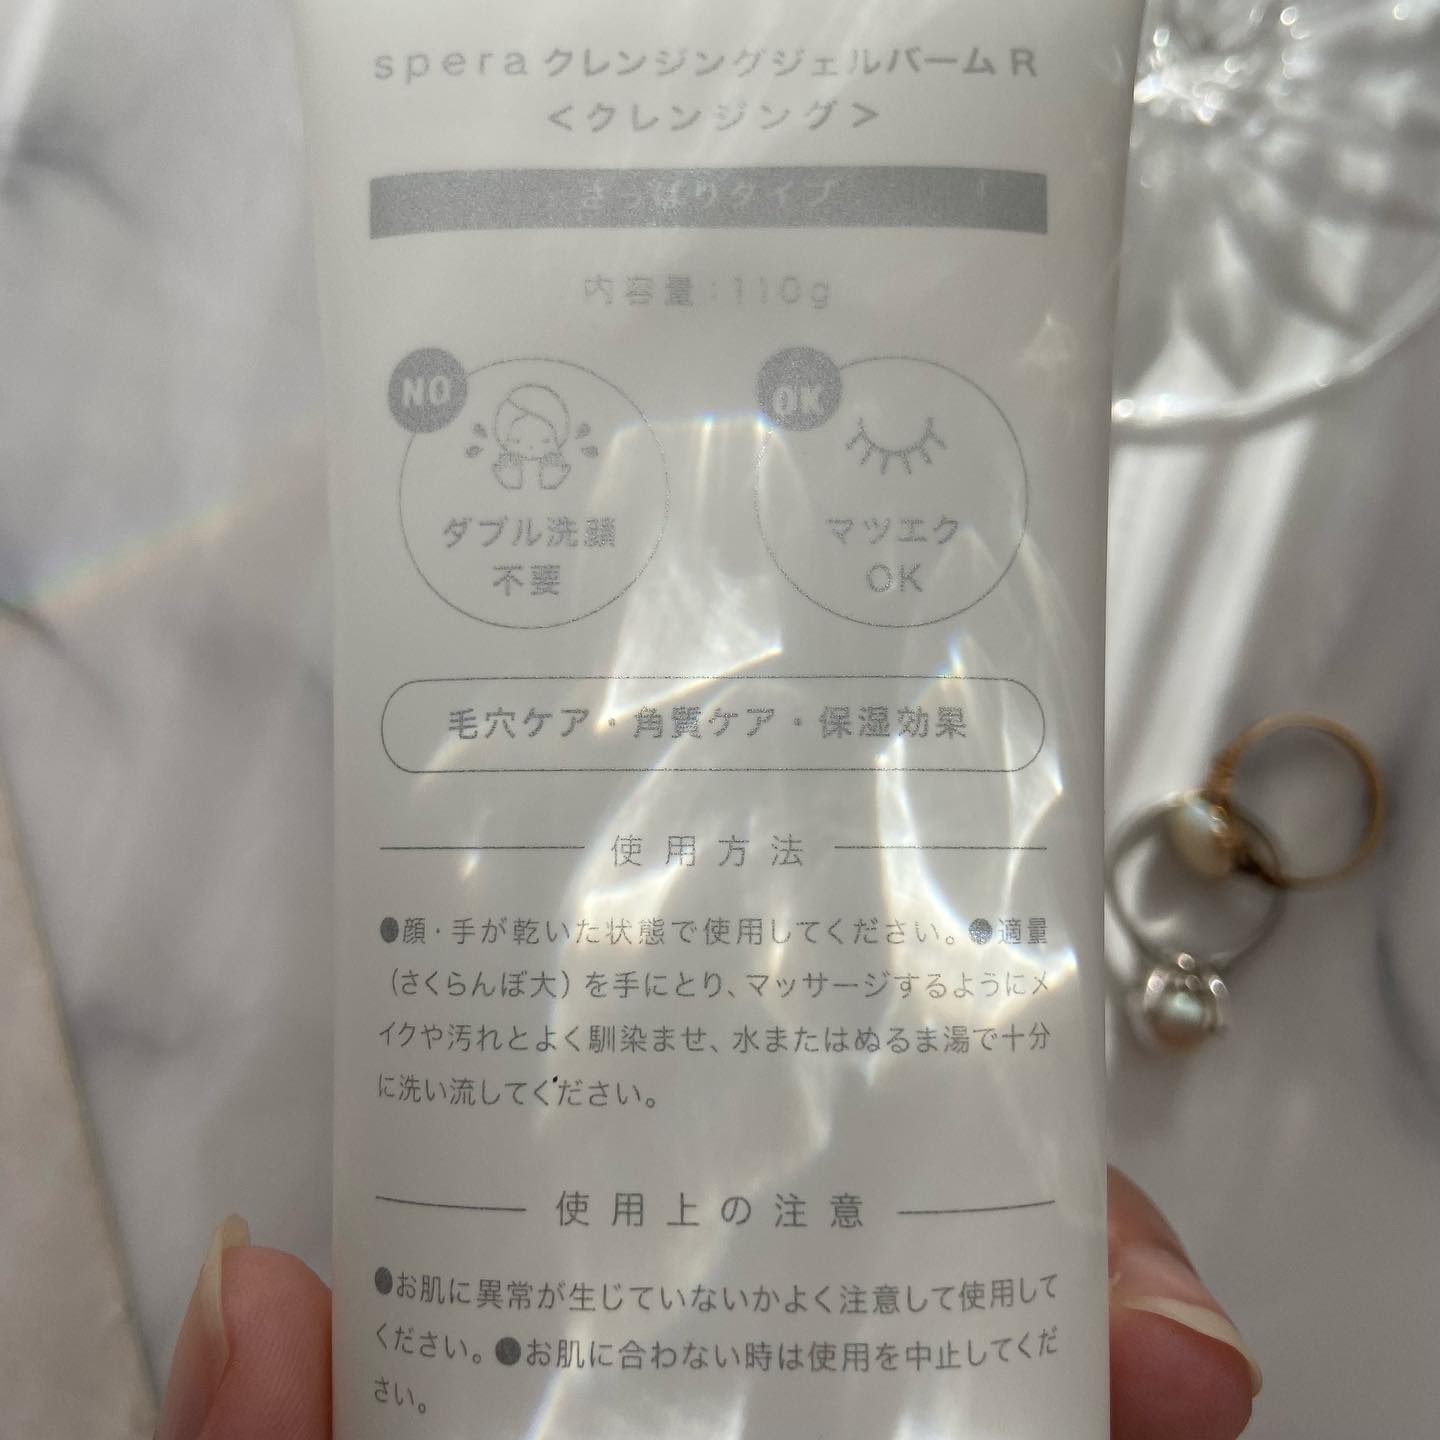 speraクレンジングジェルバームR
＜クレンジング＞
さっぱりタイプ
内容量：110g
NO
ダブル洗顔
不要
OK
マツエク
OK
毛穴ケア・角質ケア・保湿効果
使用方法
●顔・手が乾いた状態で使用してください。●適量
（さくらんぼ大）を手にとり、マッサージするようにメ
イクや汚れとよく馴染ませ、水またはぬるま湯で十分
に洗い流してください。
使用上の注意
●お肌に異常が生じていないかよく注意して使用して
ください。●お肌に合わない時は使用を中止してくだ
さい。